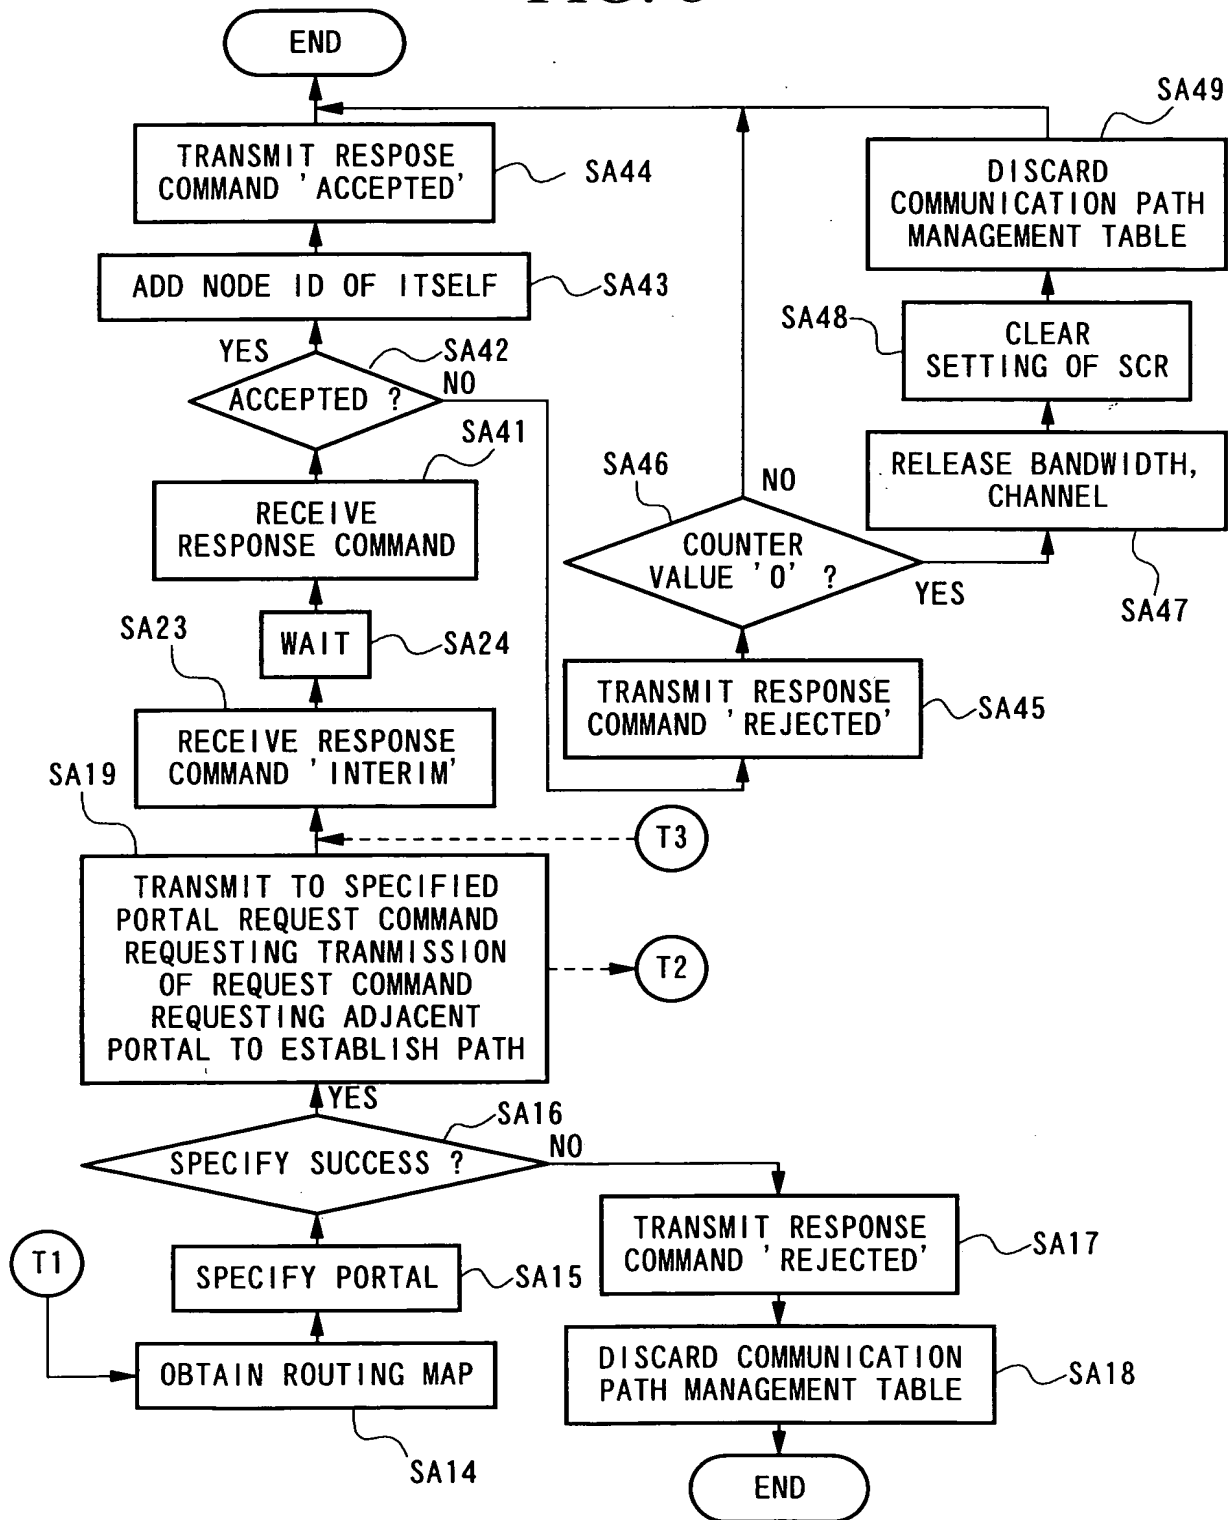 END
TRANSMIT RESPOSE
COMMAND 'ACCEPTED'
SA44
ADD NODE ID OF ITSELF
SA43
YES
SA42
ACCEPTED ?
NO
SA41
RECEIVE
RESPONSE COMMAND
SA23
WAIT
SA24
RECEIVE RESPONSE
COMMAND 'INTERIM'
SA19
T3
TRANSMIT TO SPECIFIED
PORTAL REQUEST COMMAND
REQUESTING TRANMISSION
OF REQUEST COMMAND
REQUESTING ADJACENT
PORTAL TO ESTABLISH PATH
T2
YES
SA16
SPECIFY SUCCESS ?
NO
T1
SPECIFY PORTAL
SA15
OBTAIN ROUTING MAP
SA14
SA49
DISCARD
COMMUNICATION PATH
MANAGEMENT TABLE
SA48
CLEAR
SETTING OF SCR
RELEASE BANDWIDTH,
CHANNEL
SA47
SA46
NO
COUNTER
VALUE '0' ?
YES
TRANSMIT RESPONSE
COMMAND 'REJECTED'
SA45
TRANSMIT RESPONSE
COMMAND 'REJECTED'
SA17
DISCARD COMMUNICATION
PATH MANAGEMENT TABLE
SA18
END